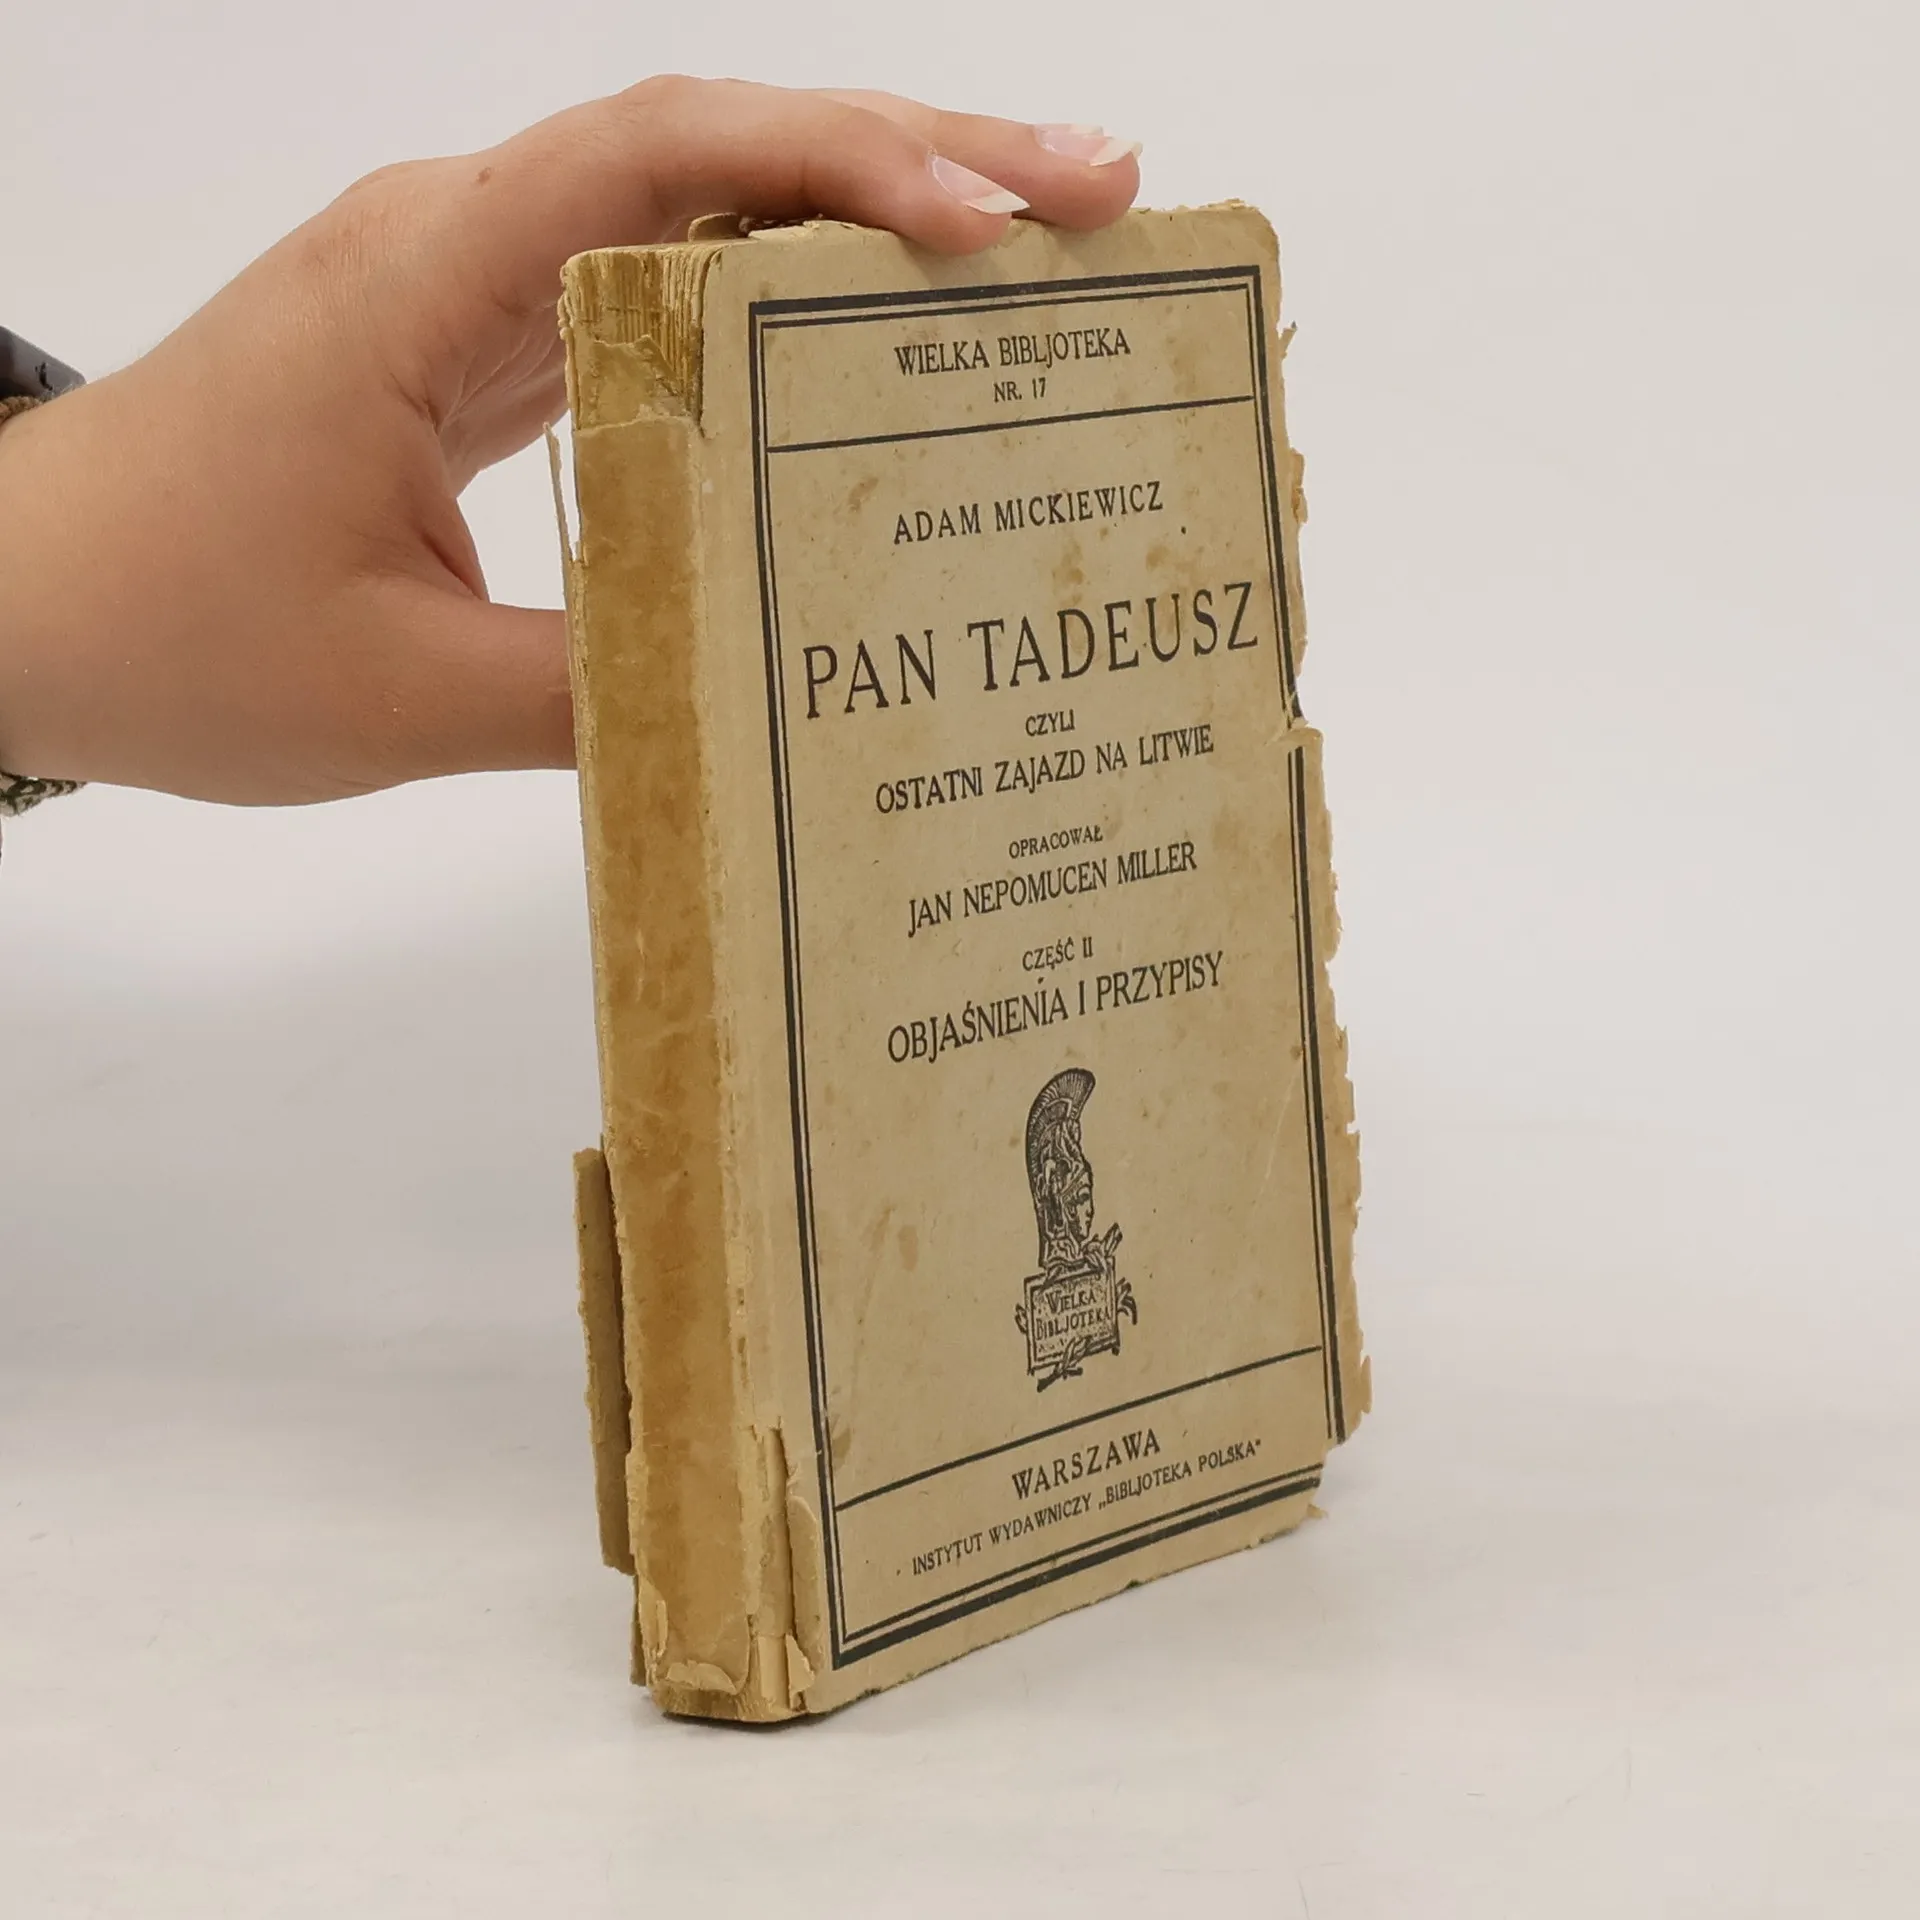 WIELKA BIBLJOTEKA
NR. 17
ADAM MICKIEWICZ
PAN TADEUSZ
CZYLI
OSTATNI ZAJAZD NA LITWIE
OPRACOWAŁ
JAN NEPOMUCEN MILLER
CZĘŚĆ II
OBJAŚNIENIA I PRZYPISY
WIELKA
BIBLJOTEKA
WARSZAWA
INSTYTUT WYDAWNICZY „BIBLJOTEKA POLSKA"